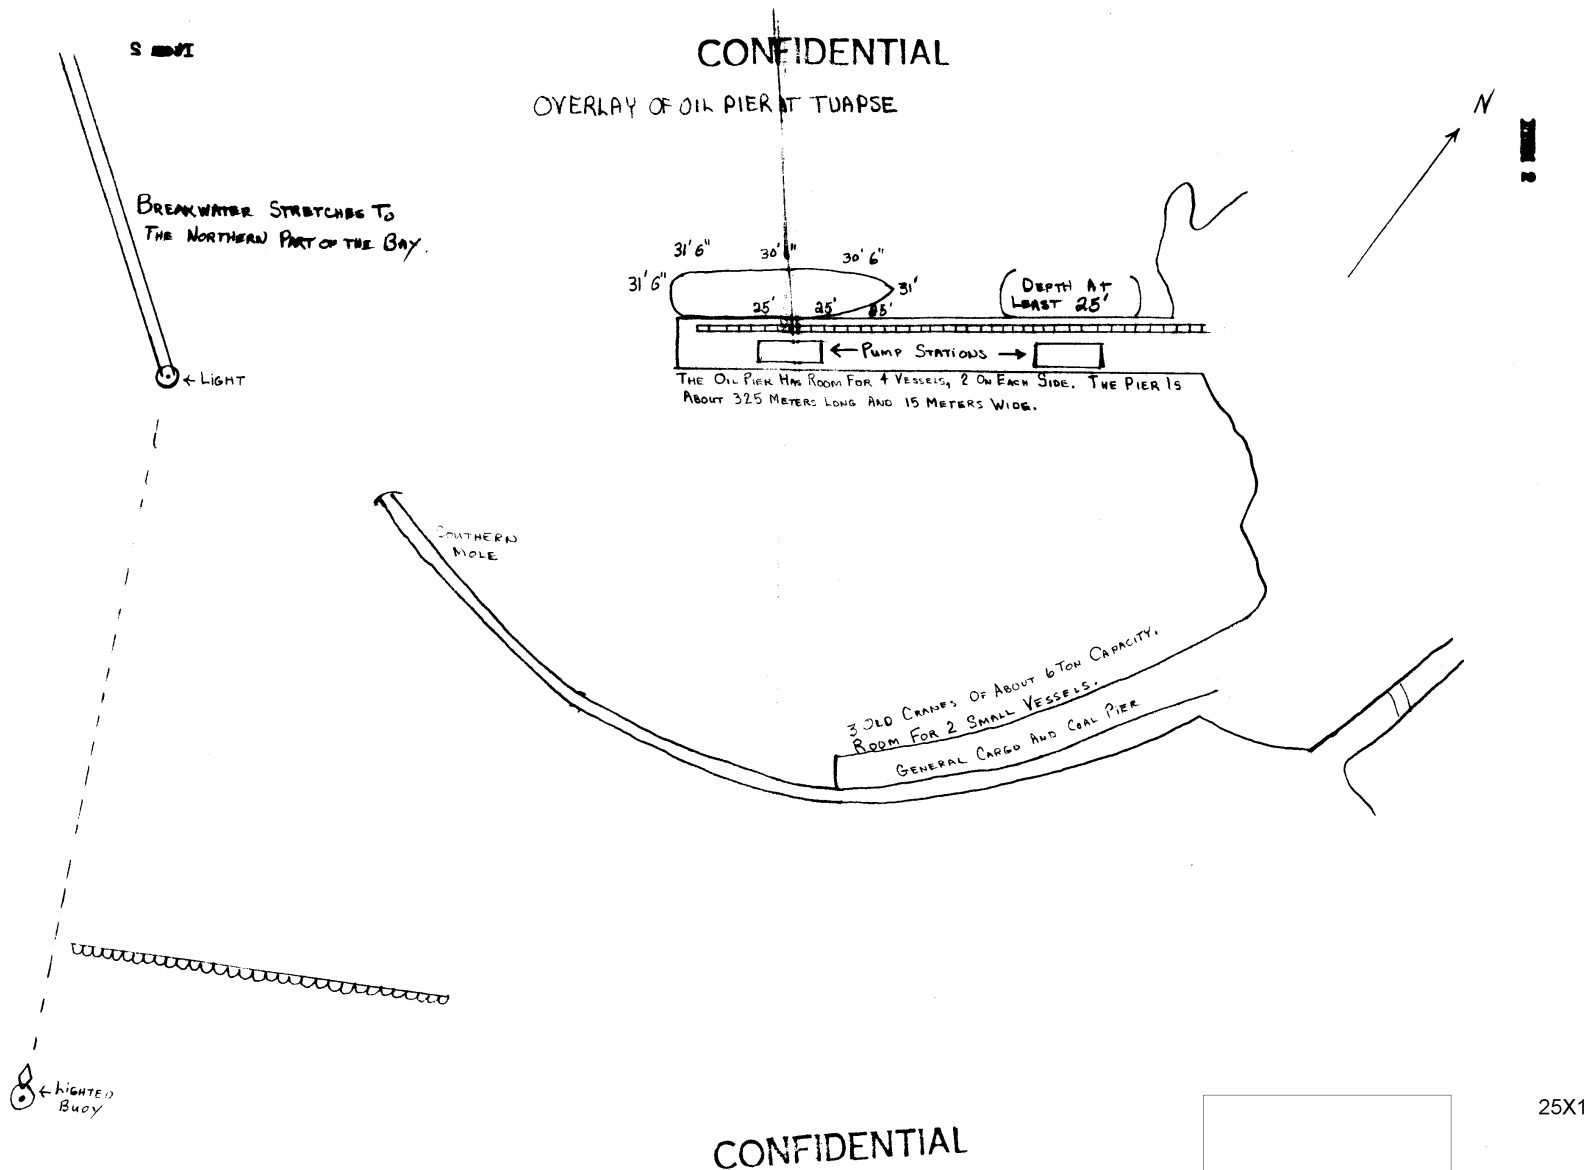 CONFIDENTIAL
OVERLAY OF OIL PIER AT TUAPSE
N
BREAKWATER STRETCHES TO
THE NORTHERN PART OF THE BAY.
31' 6"
30' 6"
31' 6"
31'
25'
25'
25'
DEPTH AT
LEAST 25'
← PUMP STATIONS →
THE OIL PIER HAS ROOM FOR 4 VESSELS, 2 ON EACH SIDE. THE PIER IS
ABOUT 325 METERS LONG AND 15 METERS WIDE.
← LIGHT
SOUTHERN
MOLE
3 OLD CRANES OF ABOUT 6 TON CAPACITY.
ROOM FOR 2 SMALL VESSELS.
GENERAL CARGO AND COAL PIER
← LIGHTED
BUOY
25X1
CONFIDENTIAL